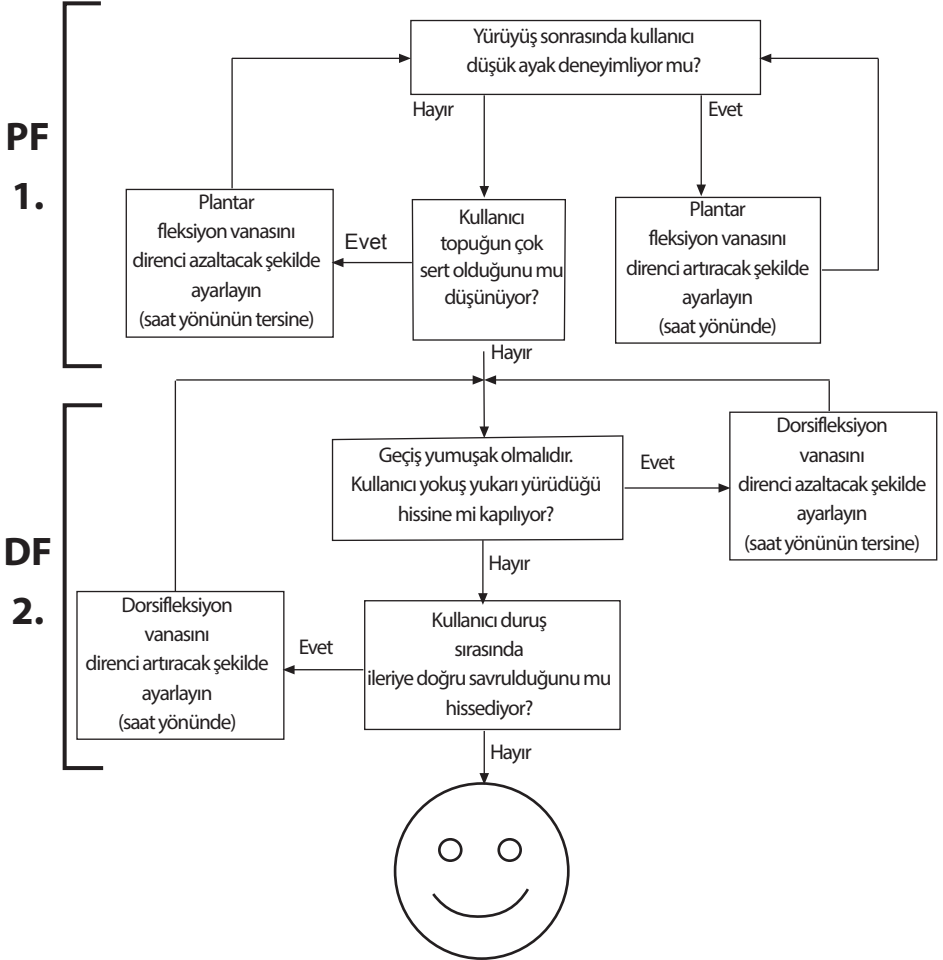 PF
1.
Yürüyüş sonrasında kullanıcı
düşük ayak deneyimliyor mu?
Hayır
Evet
Plantar
fleksiyon vanasını
direnci azaltacak şekilde
ayarlayın
(saat yönünün tersine)
Evet
Kullanıcı
topuğun çok
sert olduğunu mu
düşünüyor?
Plantar
fleksiyon vanasını
direnci artıracak şekilde
ayarlayın
(saat yönünde)
Hayır
DF
2.
Geçiş yumuşak olmalıdır.
Kullanıcı yokuş yukarı yürüdüğü
hissine mi kapılıyor?
Evet
Dorsifleksiyon
vanasını
direnci azaltacak şekilde
ayarlayın
(saat yönünün tersine)
Hayır
Dorsifleksiyon
vanasını
direnci artıracak şekilde
ayarlayın
(saat yönünde)
Evet
Kullanıcı duruş
sırasında
ileriye doğru savrulduğunu mu
hissediyor?
Hayır